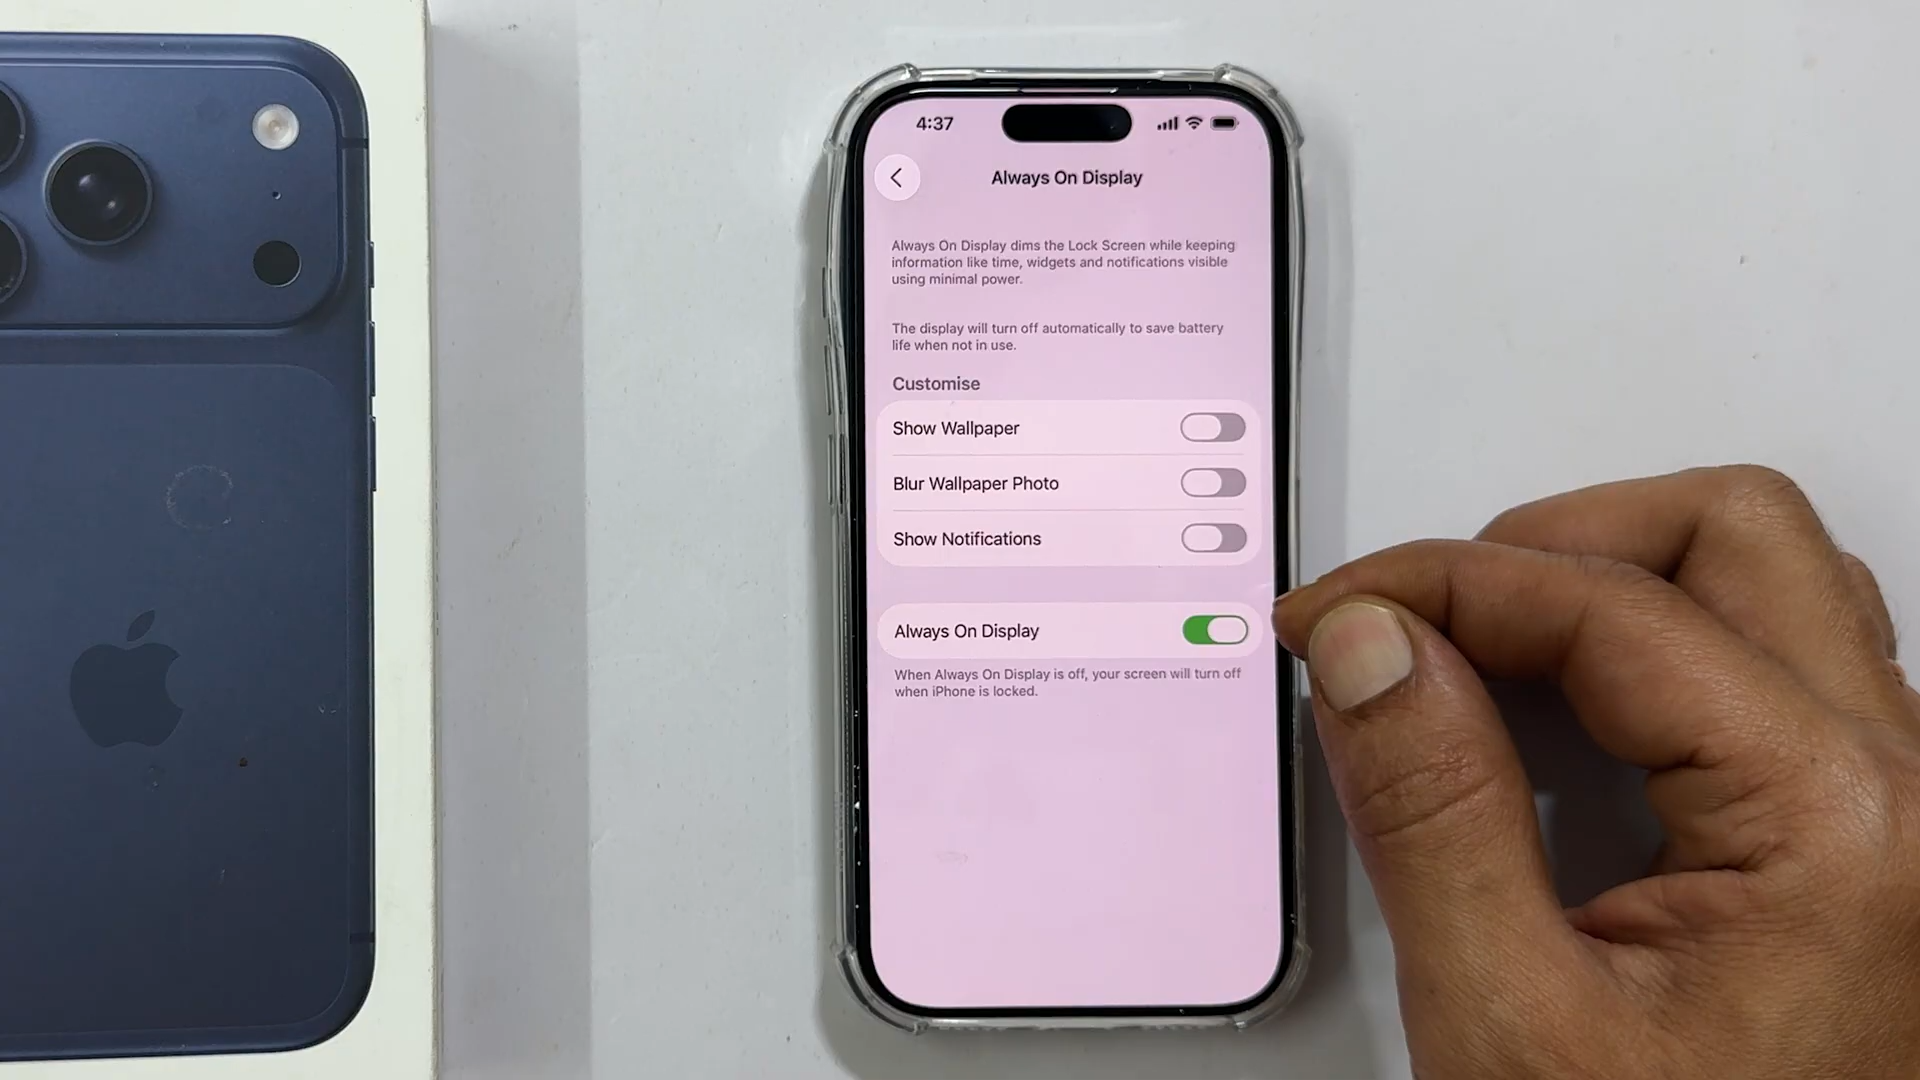 4:37
Always On Display
Always On Display dims the Lock Screen while keeping
information like time, widgets and notifications visible
using minimal power.
The display will turn off automatically to save battery
life when not in use.
Customise
Show Wallpaper
Blur Wallpaper Photo
Show Notifications
Always On Display
When Always On Display is off, your screen will turn off
when iPhone is locked.